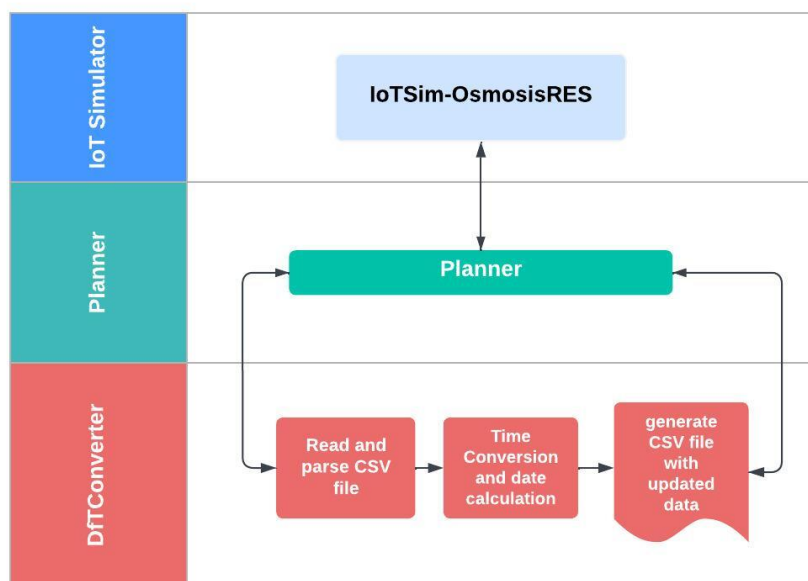 IoT Simulator
IoTSim-OsmosisRES
Planner
Planner
DfTConverter
Read and
parse CSV
file
Time
Conversion
and date
calculation
generate
CSV file
with
updated
data